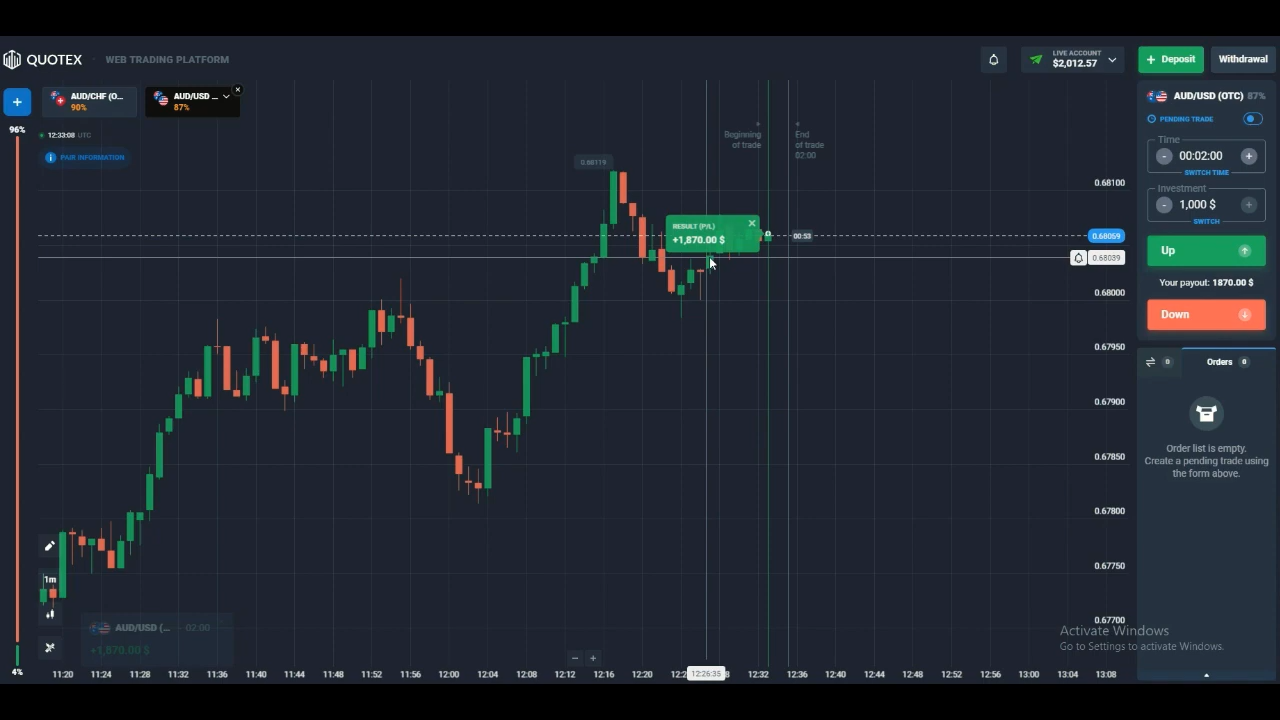 QUOTEX
WEB TRADING PLATFORM
LIVE ACCOUNT
$2,012.57
+ Deposit
Withdrawal
AUD/CHF (O...
90%
AUD/USD ...
87%
96%
12:33:08 UTC
PAIR INFORMATION
Beginning
of trade
End
of trade
02:00
0.68119
RESULT (P/L)
+1,870.00 $
00:53
0.68100
0.68059
0.68039
0.68000
0.67950
0.67900
0.67850
0.67800
0.67750
0.67700
AUD/USD (OTC) 87%
PENDING TRADE
Time
- 00:02:00 +
SWITCH TIME
Investment
- 1,000 $ +
SWITCH
Up
Your payout: 1870.00 $
Down
0
Orders 0
Order list is empty.
Create a pending trade using
the form above.
1m
AUD/USD (... 02:00
+1,870.00 $
4%
Activate Windows
Go to Settings to activate Windows.
11:20 11:24 11:28 11:32 11:36 11:40 11:44 11:48 11:52 11:56 12:00 12:04 12:08 12:12 12:16 12:20 12:26:35 12:32 12:36 12:40 12:44 12:48 12:52 12:56 13:00 13:04 13:08